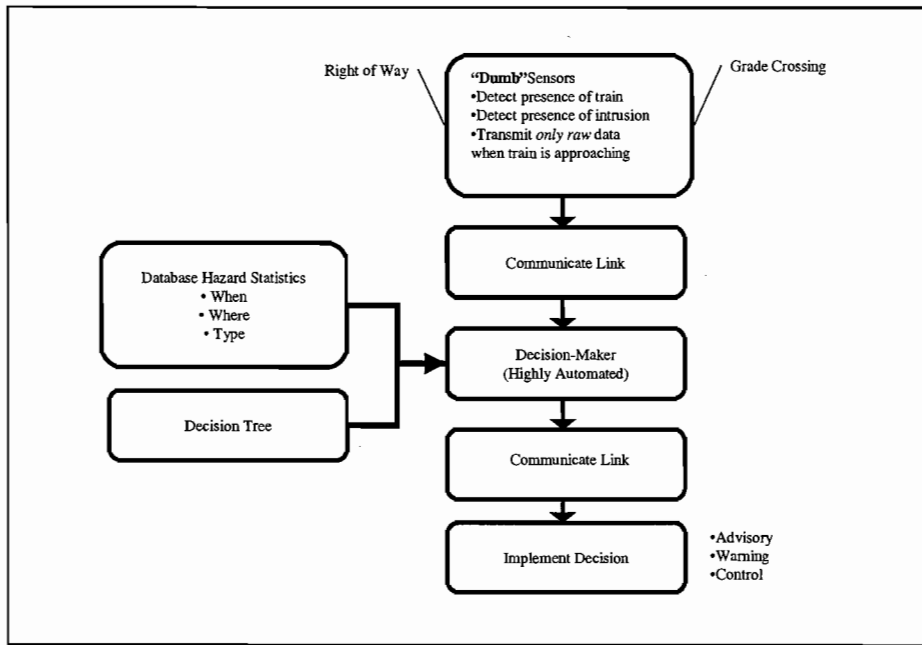 Right of Way
Grade Crossing
“Dumb”Sensors
•Detect presence of train
•Detect presence of intrusion
•Transmit only raw data
when train is approaching
Communicate Link
Database Hazard Statistics
• When
• Where
• Type
Decision-Maker
(Highly Automated)
Decision Tree
Communicate Link
Implement Decision
•Advisory
•Warning
•Control